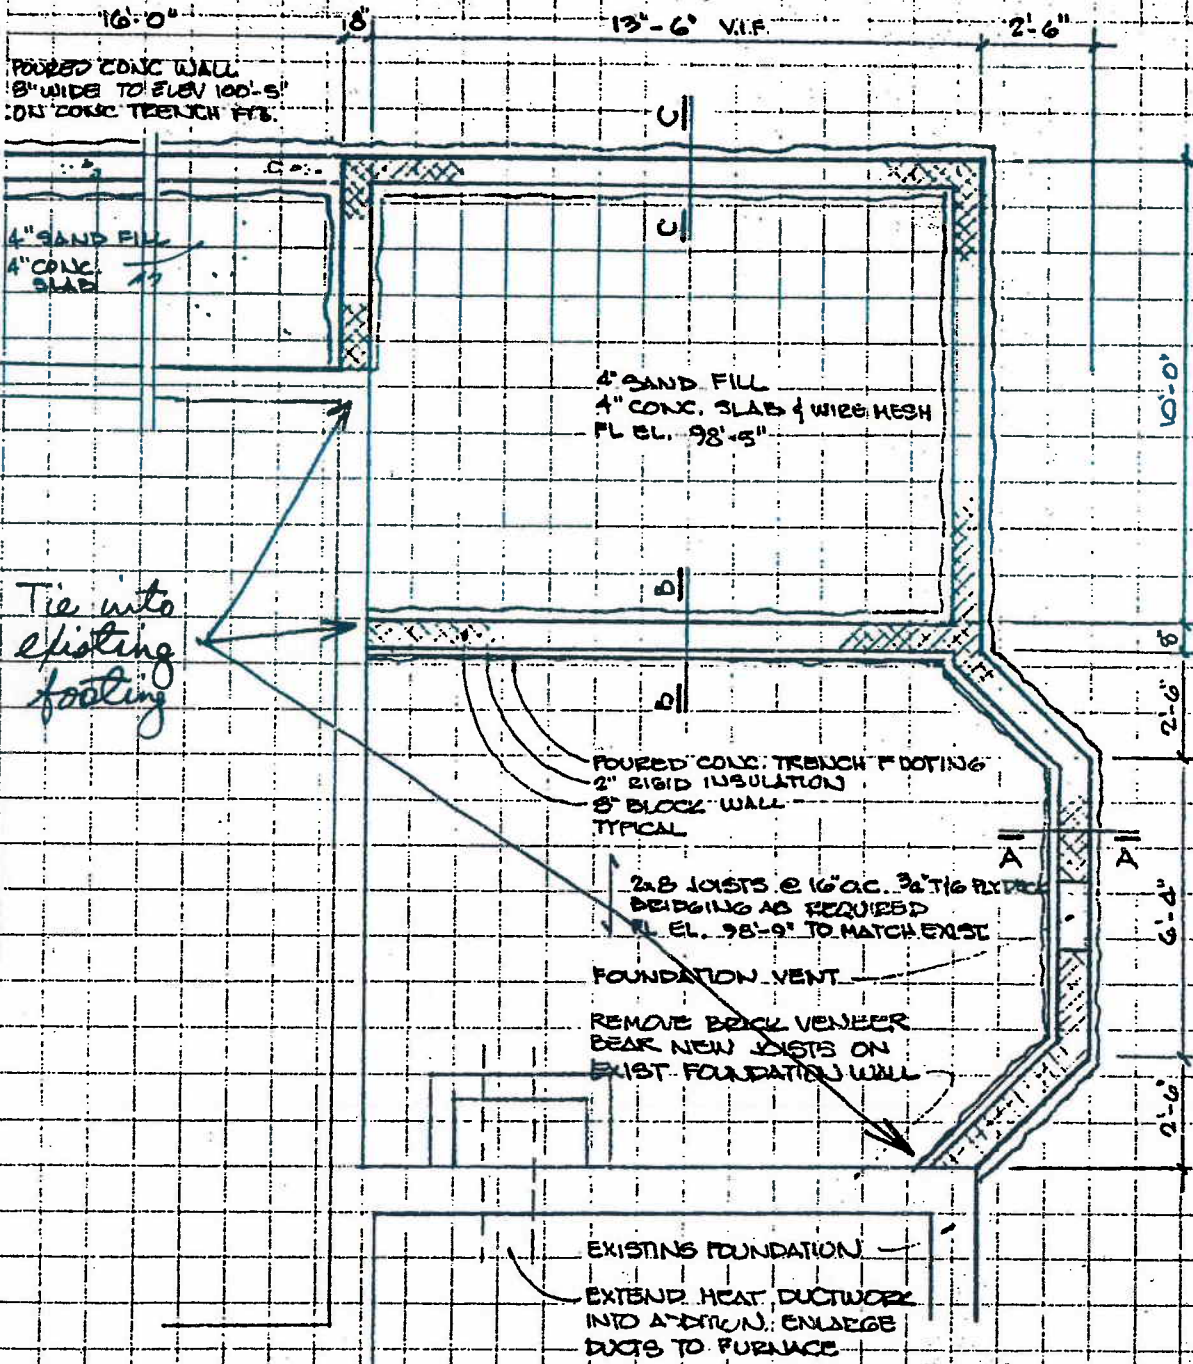 16'-0"
8"
13'-6" V.I.F.
2'-6"
POURED CONC WALL
8" WIDE TO ELEV 100'-5"
ON CONC TRENCH FTG.
C
C
4" SAND FILL
4" CONC.
SLAB
4" SAND FILL
4" CONC. SLAB & WIRE MESH
FL EL. 98'-5"
10'-0"
Tie into
existing
footing
B
B
8"
2'-6"
POURED CONC. TRENCH FOOTING
2" RIGID INSULATION
8" BLOCK WALL
TYPICAL
A
A
2x8 JOISTS @ 16" O.C. 3/4" T&G PLY DECK
BRIDGING AS REQUIRED
FL EL. 98'-9" TO MATCH EXIST
6'-4"
FOUNDATION VENT
REMOVE BRICK VENEER
BEAR NEW JOISTS ON
EXIST FOUNDATION WALL
2'-6"
EXISTING FOUNDATION
EXTEND HEAT DUCTWORK
INTO ADDITION; ENLARGE
DUCTS TO FURNACE